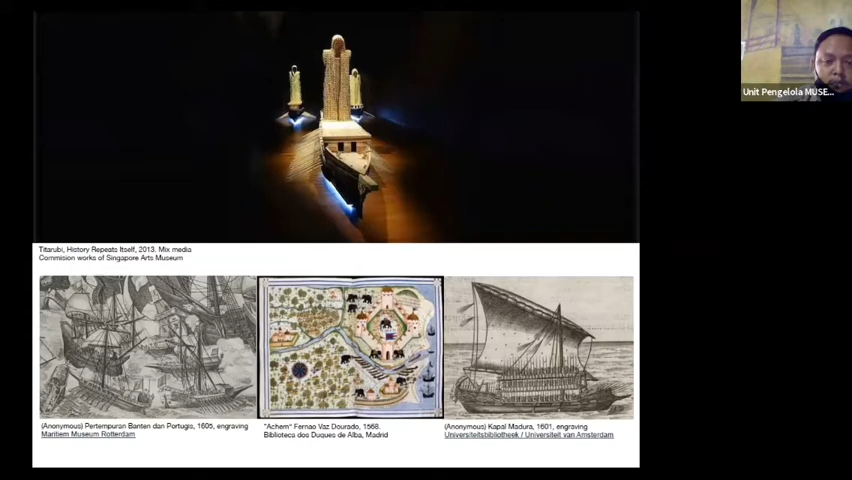 Unit Pengelola MUSE...
Titarubi, History Repeats Itself, 2013. Mix media
Commision works of Singapore Arts Museum
(Anonymous) Pertempuran Banten dan Portugis, 1605, engraving
Maritiem Museum Rotterdam
"Achem" Fernao Vaz Dourado, 1568.
Biblioteca dos Duques de Alba, Madrid
(Anonymous) Kapal Madura, 1601, engraving
Universiteitsbibliotheek / Universiteit van Amsterdam